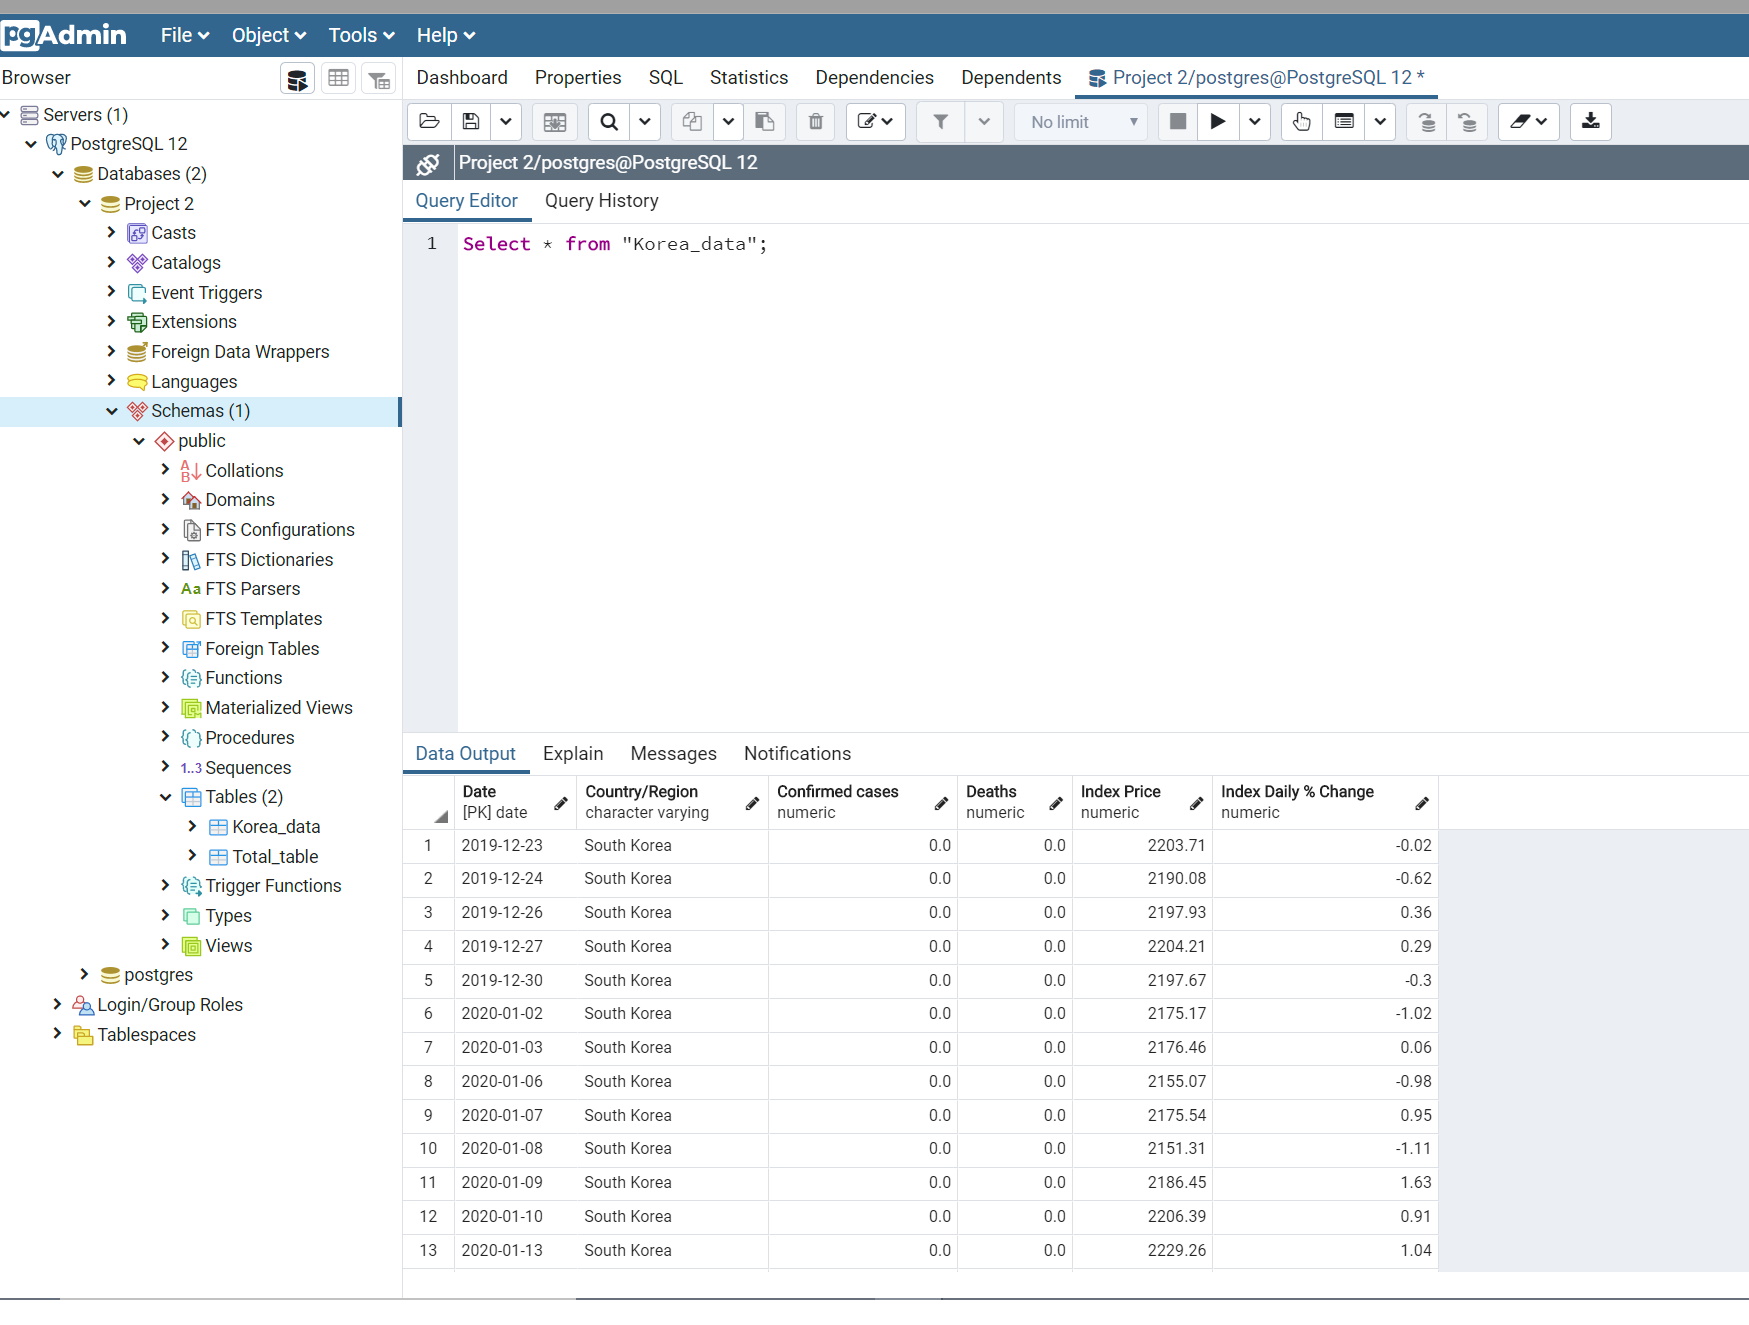 pgAdmin File Object Tools Help
Browser
Dashboard Properties SQL Statistics Dependencies Dependents Project 2/postgres@PostgreSQL 12 *
Servers (1)
PostgreSQL 12
Databases (2)
Project 2
Casts
Catalogs
Event Triggers
Extensions
Foreign Data Wrappers
Languages
Schemas (1)
public
Collations
Domains
FTS Configurations
FTS Dictionaries
Aa FTS Parsers
FTS Templates
Foreign Tables
Functions
Materialized Views
Procedures
1..3 Sequences
Tables (2)
Korea_data
Total_table
Trigger Functions
Types
Views
postgres
Login/Group Roles
Tablespaces
No limit
Project 2/postgres@PostgreSQL 12
Query Editor Query History
1 Select * from "Korea_data";
Data Output Explain Messages Notifications
Date Country/Region Confirmed cases Deaths Index Price Index Daily % Change
[PK] date character varying numeric numeric numeric numeric
1 2019-12-23 South Korea 0.0 0.0 2203.71 -0.02
2 2019-12-24 South Korea 0.0 0.0 2190.08 -0.62
3 2019-12-26 South Korea 0.0 0.0 2197.93 0.36
4 2019-12-27 South Korea 0.0 0.0 2204.21 0.29
5 2019-12-30 South Korea 0.0 0.0 2197.67 -0.3
6 2020-01-02 South Korea 0.0 0.0 2175.17 -1.02
7 2020-01-03 South Korea 0.0 0.0 2176.46 0.06
8 2020-01-06 South Korea 0.0 0.0 2155.07 -0.98
9 2020-01-07 South Korea 0.0 0.0 2175.54 0.95
10 2020-01-08 South Korea 0.0 0.0 2151.31 -1.11
11 2020-01-09 South Korea 0.0 0.0 2186.45 1.63
12 2020-01-10 South Korea 0.0 0.0 2206.39 0.91
13 2020-01-13 South Korea 0.0 0.0 2229.26 1.04